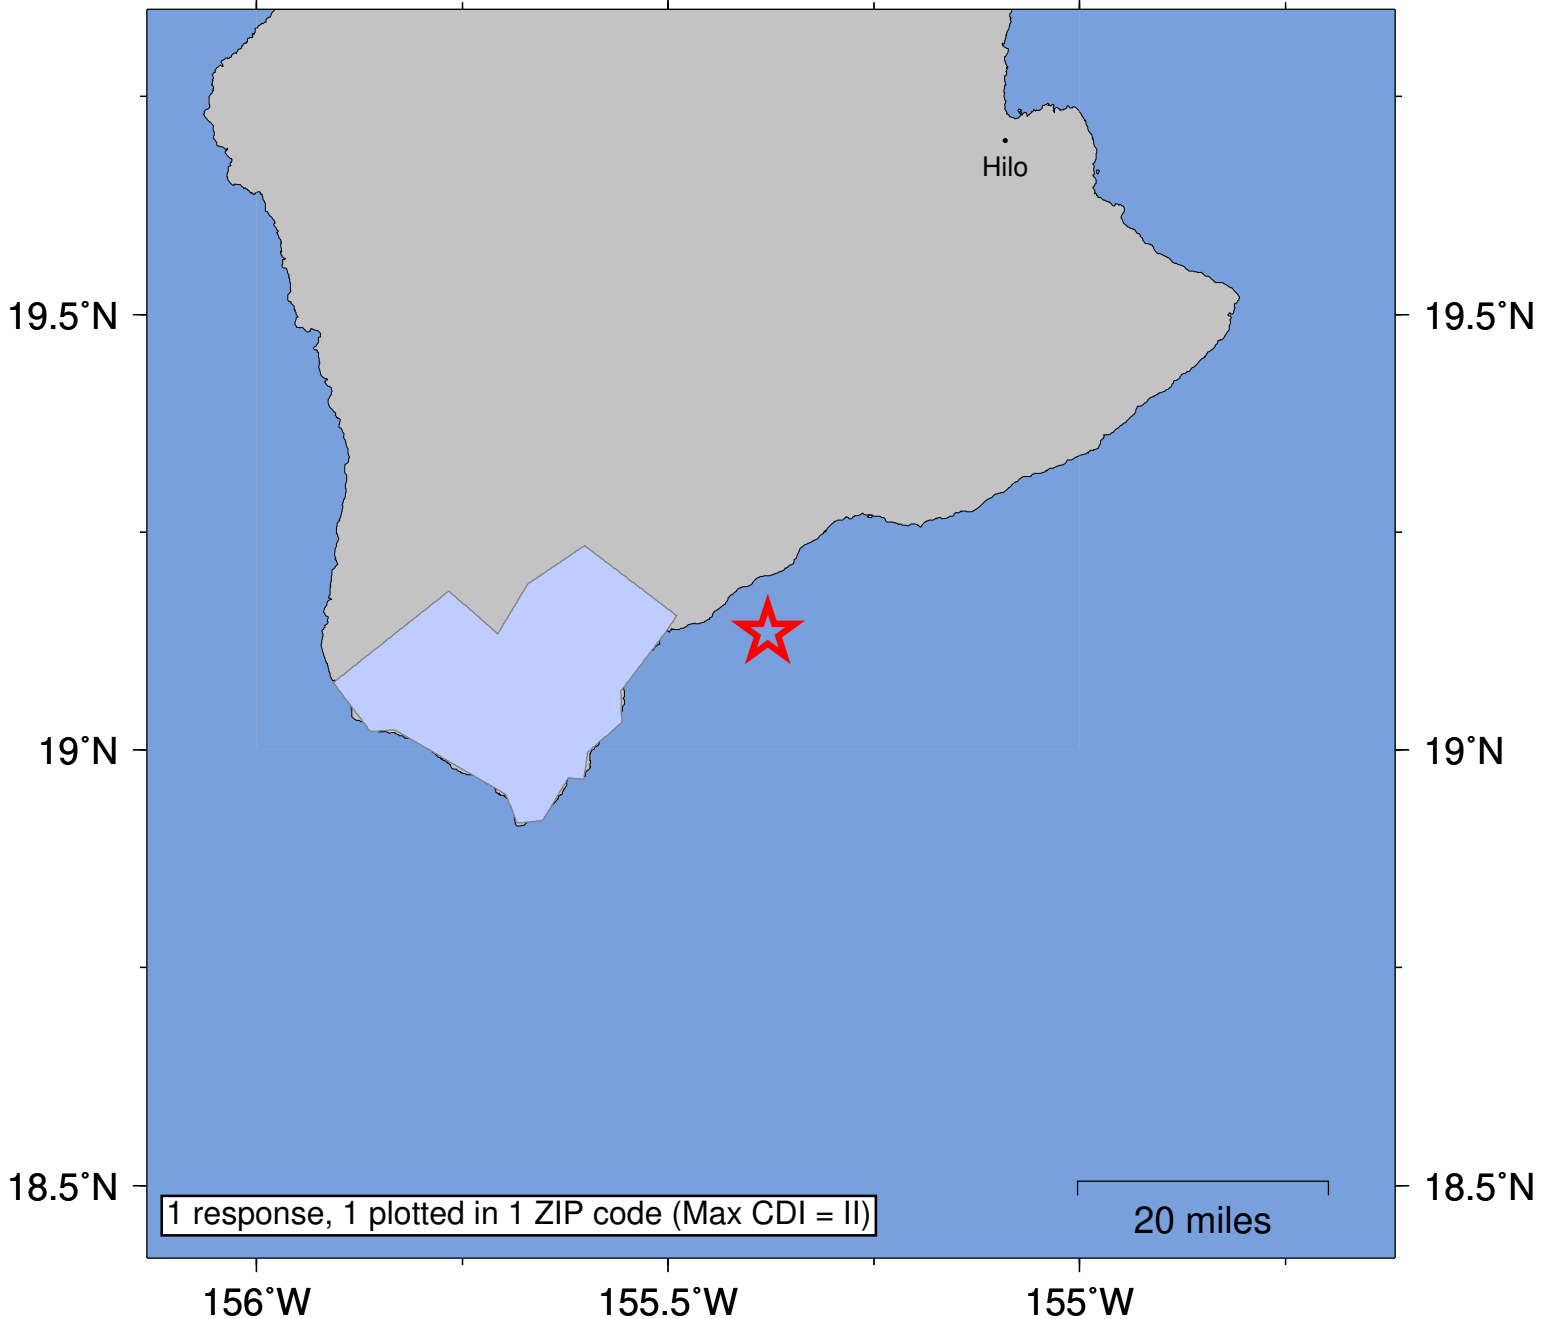 Hilo
19.5°N
19.5°N
19°N
19°N
18.5°N
18.5°N
1 response, 1 plotted in 1 ZIP code (Max CDI = II)
20 miles
156°W
155.5°W
155°W